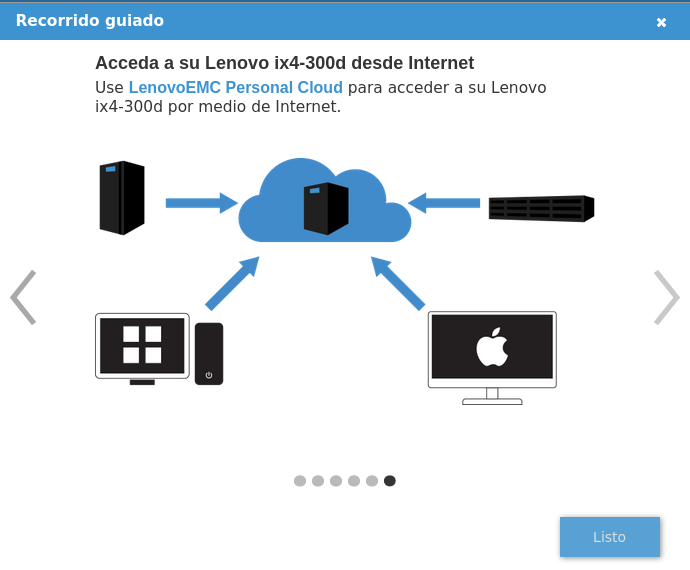 Recorrido guiado
Acceda a su Lenovo ix4-300d desde Internet
Use LenovoEMC Personal Cloud para acceder a su Lenovo
ix4-300d por medio de Internet.
Listo